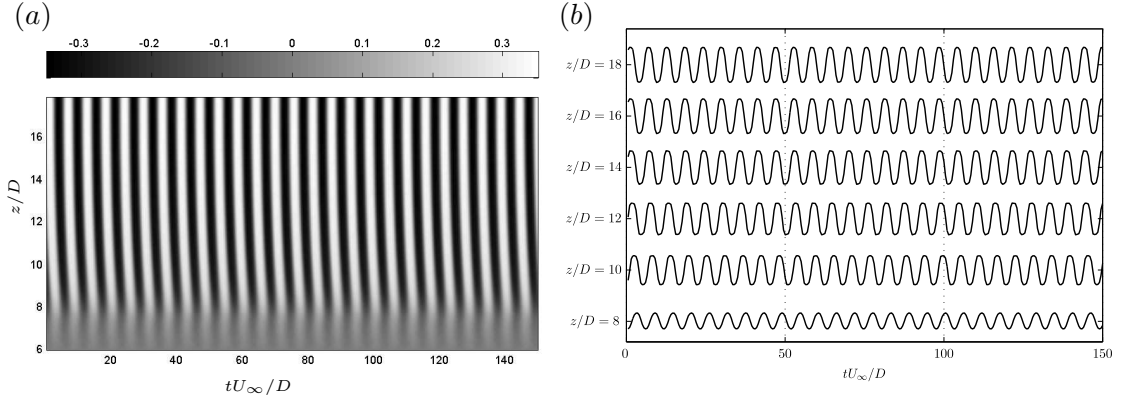 (a)
-0.3 -0.2 -0.1 0 0.1 0.2 0.3
16
14
12
10
8
6
z/D
20 40 60 80 100 120 140
tU∞/D
(b)
z/D = 18
z/D = 16
z/D = 14
z/D = 12
z/D = 10
z/D = 8
0 50 100 150
tU∞/D